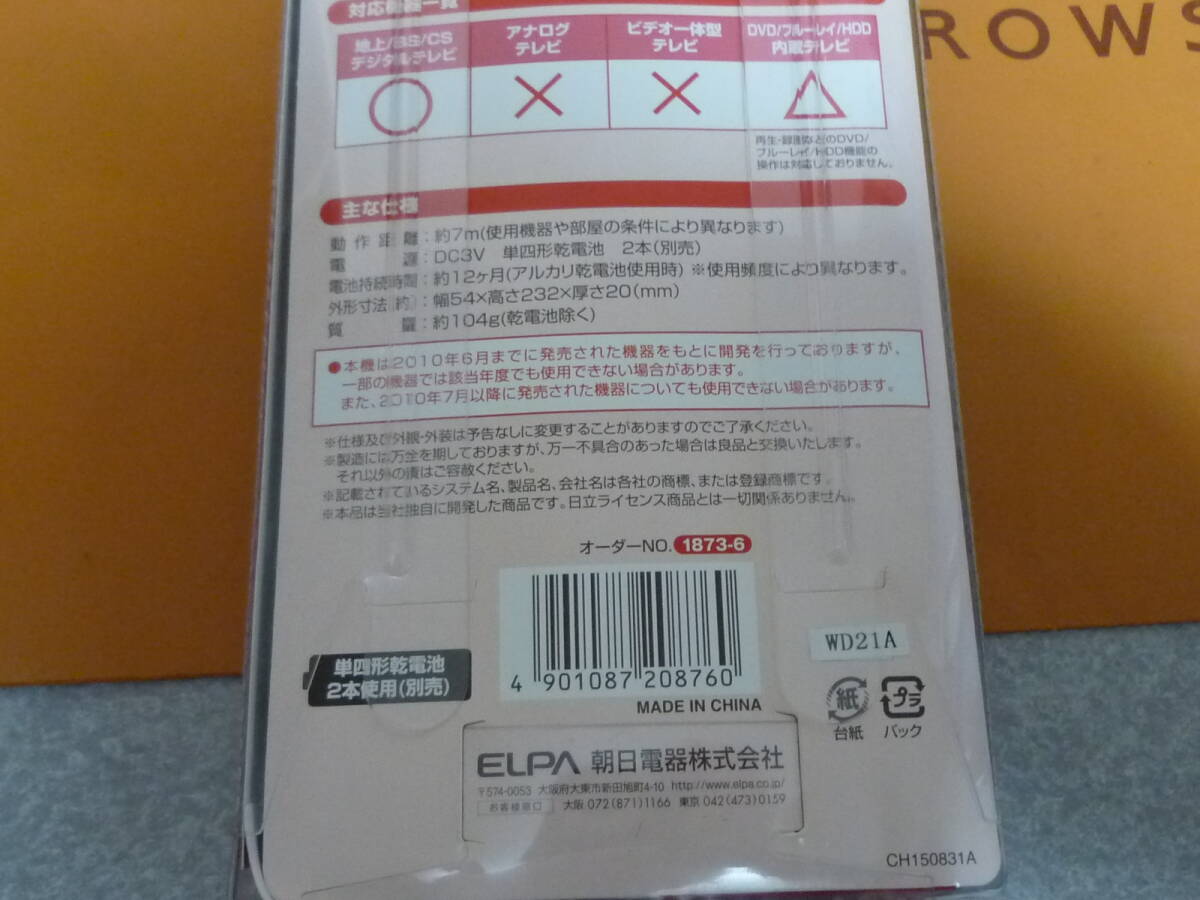 対応機器一覧
ROWS
地上/BS/CS
デジタルテレビ
アナログ
テレビ
ビデオ一体型
テレビ
DVD/ブルーレイ/HDD
内蔵テレビ
再生・録画などのDVD/
ブルーレイ/HDD機能の
操作は対応しておりません。
主な仕様
動作距離：約7m(使用機器や部屋の条件により異なります)
電源：DC3V 単四形乾電池 2本(別売)
電池持続時間：約12ヶ月(アルカリ乾電池使用時) ※使用頻度により異なります。
外形寸法(約)：幅54×高さ232×厚さ20(mm)
質量：約104g(乾電池除く)
●本機は2010年6月までに発売された機器をもとに開発を行っておりますが、
一部の機器では該当年度でも使用できない場合があります。
また、2010年7月以降に発売された機器についても使用できない場合があります。
※仕様及び外観・外装は予告なしに変更することがありますのでご了承ください。
※製造には万全を期しておりますが、万一不具合のあった場合は良品と交換いたします。
それ以外の責はご容赦ください。
※記載されているシステム名、製品名、会社名は各社の商標、または登録商標です。
※本品は当社独自に開発した商品です。日立ライセンス商品とは一切関係ありません。
オーダーNO. 1873-6
4 901087 208760
MADE IN CHINA
単四形乾電池
2本使用(別売)
WD21A
紙
台紙
プラ
パック
ELPA 朝日電器株式会社
〒574-0053 大阪府大東市新田旭町4-10 http://www.elpa.co.jp/
お客様窓口 大阪 072(871)1166 東京 042(473)0159
CH150831A